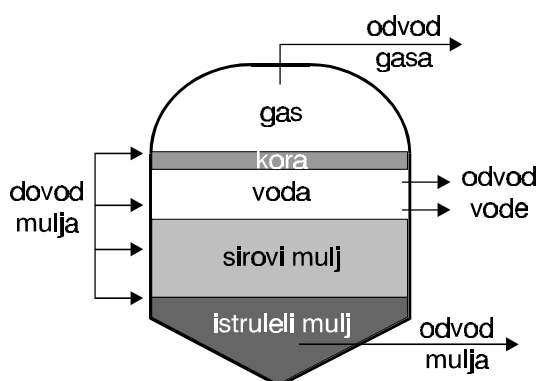 odvod
gasa
gas
kora
dovod
mulja
voda
odvod
vode
sirovi mulj
istruleli mulj
odvod
mulja